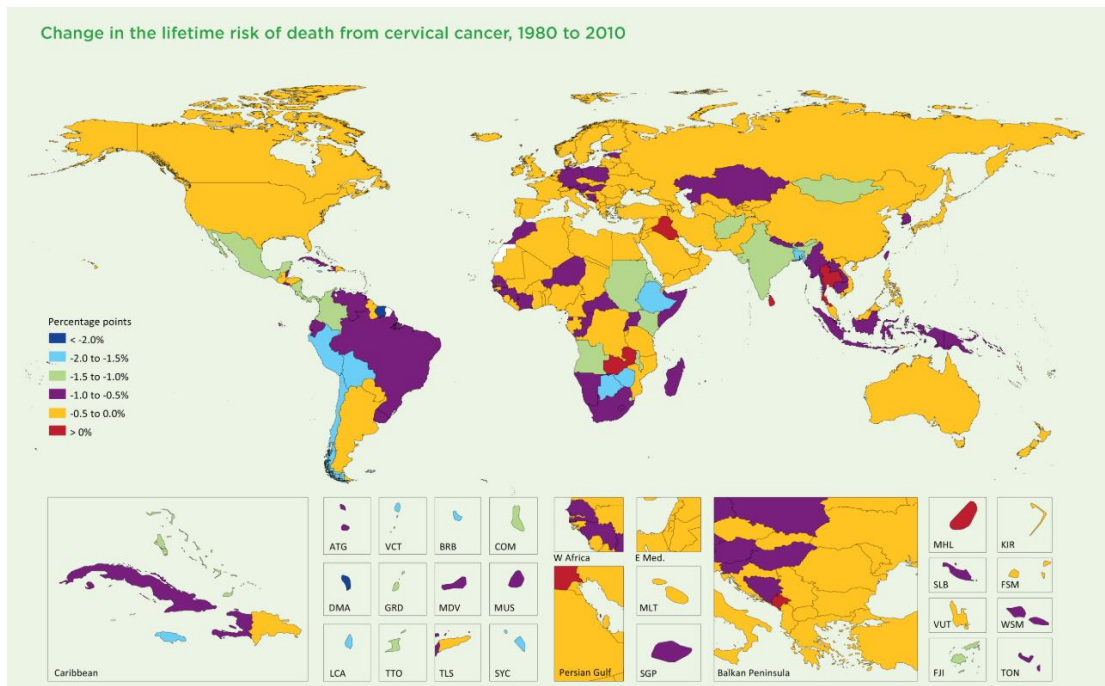 Change in the lifetime risk of death from cervical cancer, 1980 to 2010
Percentage points
< -2.0%
-2.0 to -1.5%
-1.5 to -1.0%
-1.0 to -0.5%
-0.5 to 0.0%
> 0%
Caribbean
ATG
VCT
BRB
COM
DMA
GRD
MDV
MUS
LCA
TTO
TLS
SYC
W Africa
E Med.
Persian Gulf
MLT
SGP
Balkan Peninsula
MHL
KIR
SLB
FSM
VUT
WSM
FJI
TON